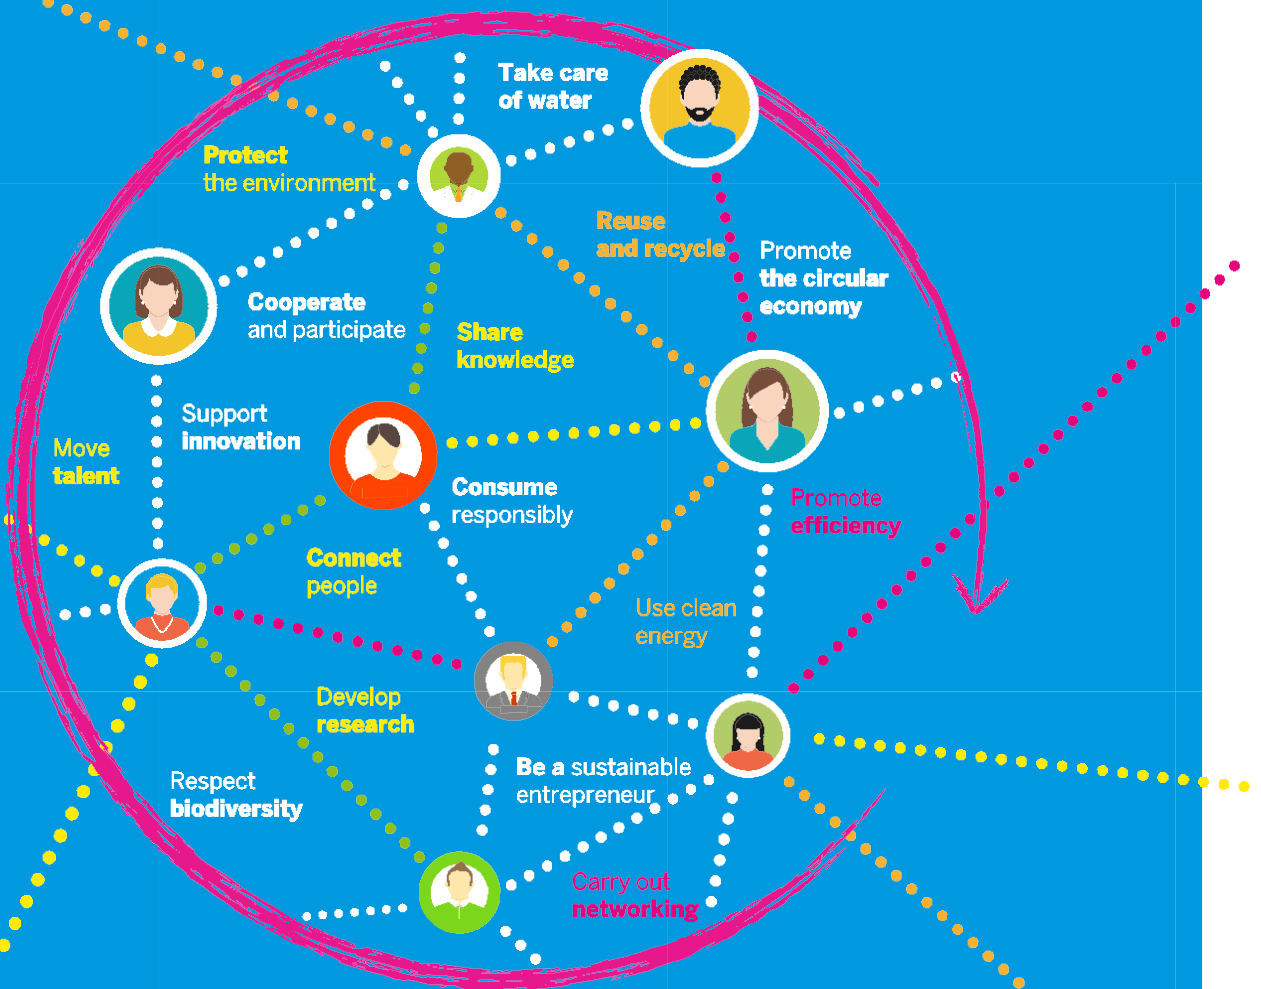 Take care
of water
Protect
the environment
Reuse
and recycle
Promote
the circular
economy
Cooperate
and participate
Share
knowledge
Support
innovation
Move
talent
Consume
responsibly
Promote
efficiency
Connect
people
Use clean
energy
Develop
research
Be a sustainable
entrepreneur
Respect
biodiversity
Carry out
networking